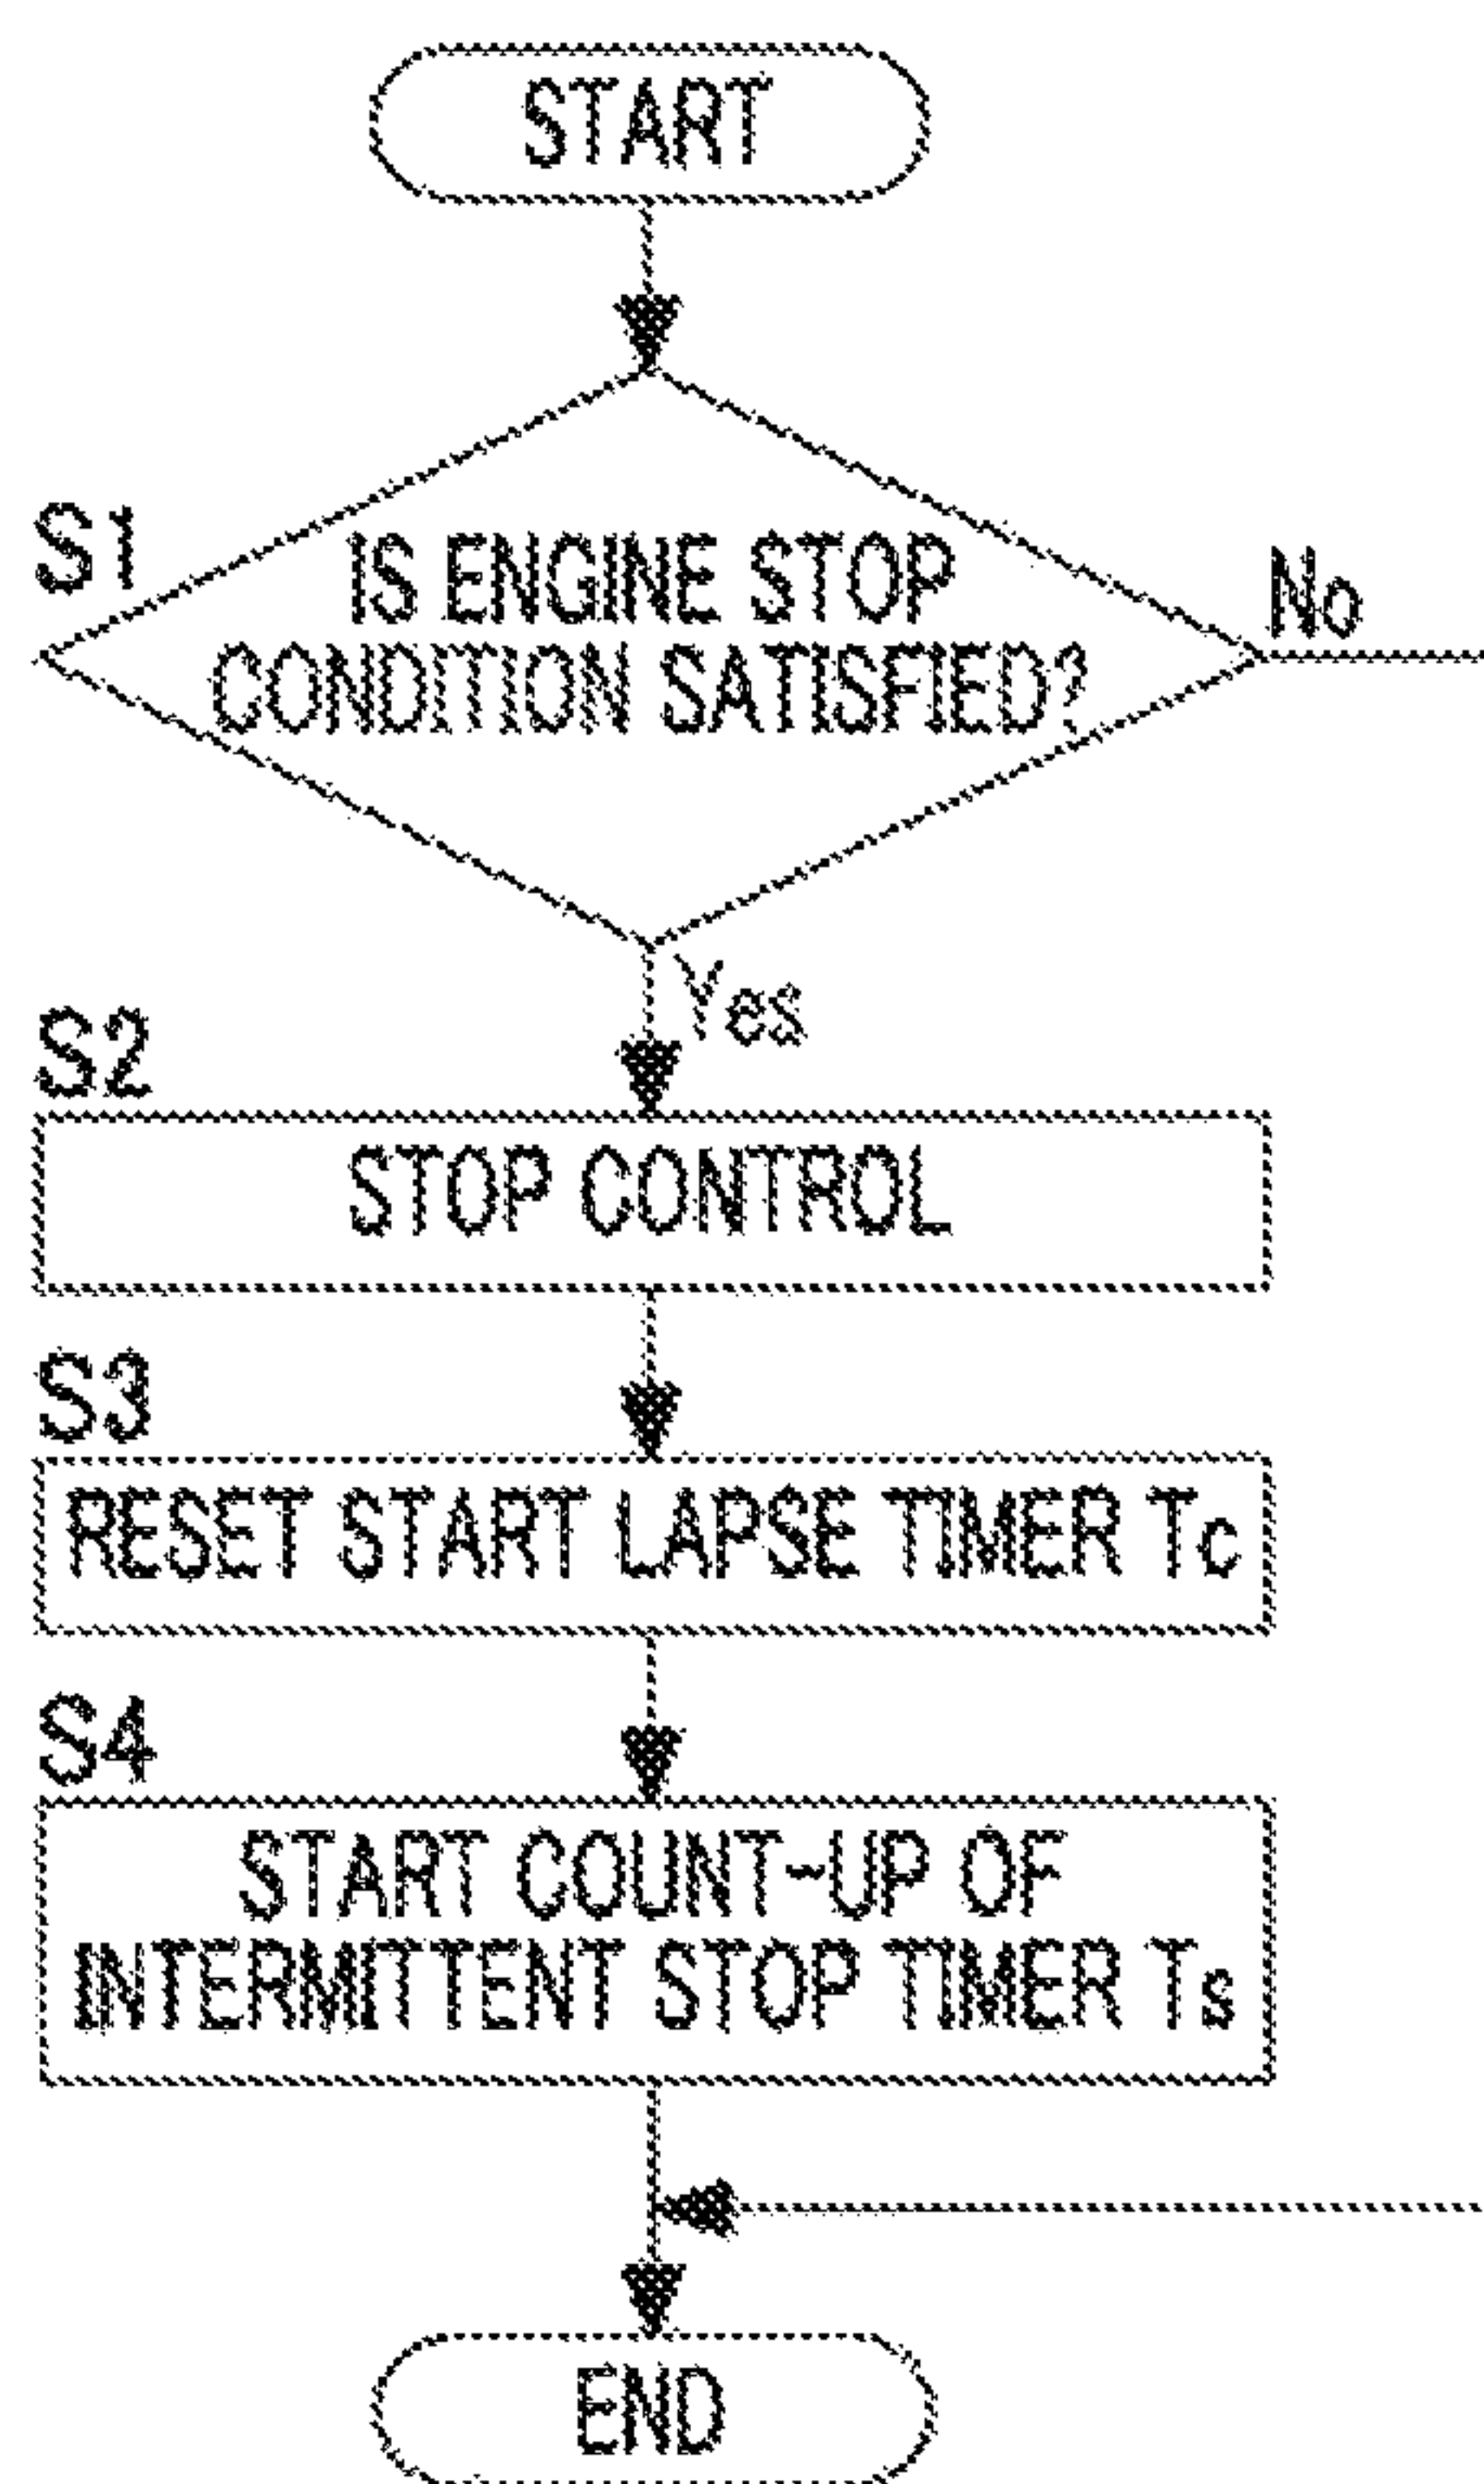 START
S1
IS ENGINE STOP
CONDITION SATISFIED?
No
Yes
S2
STOP CONTROL
S3
RESET START LAPSE TIMER Tc
S4
START COUNT-UP OF
INTERMITTENT STOP TIMER Ts
END